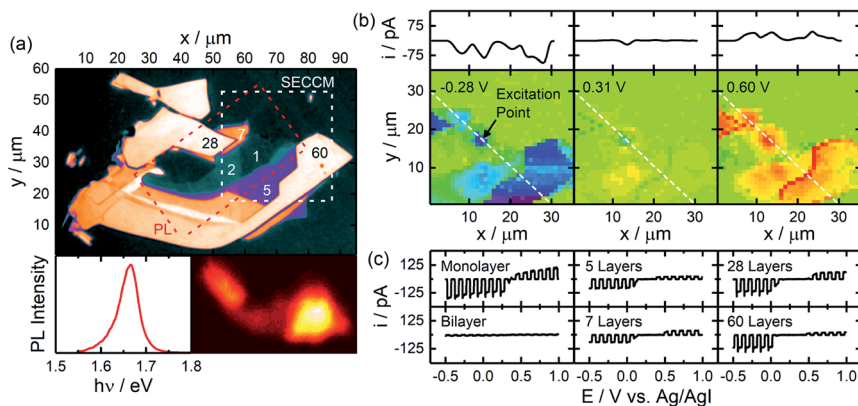 (a)
x / μm
10 20 30 40 50 60 70 80 90
y / μm
60
50
40
30
20
10
SECCM
28
7
1
2
60
5
PL
PL Intensity
1.5 1.6 1.7 1.8
hν / eV
(b)
i / pA
75
-75
-0.28 V
0.31 V
0.60 V
Excitation
Point
y / μm
30
20
10
10 20 30
10 20 30
10 20 30
x / μm
x / μm
x / μm
(c)
i / pA
125
-125
125
-125
Monolayer
5 Layers
28 Layers
Bilayer
7 Layers
60 Layers
-0.5 0.0 0.5 1.0
-0.5 0.0 0.5 1.0
-0.5 0.0 0.5 1.0
E / V vs. Ag/AgI